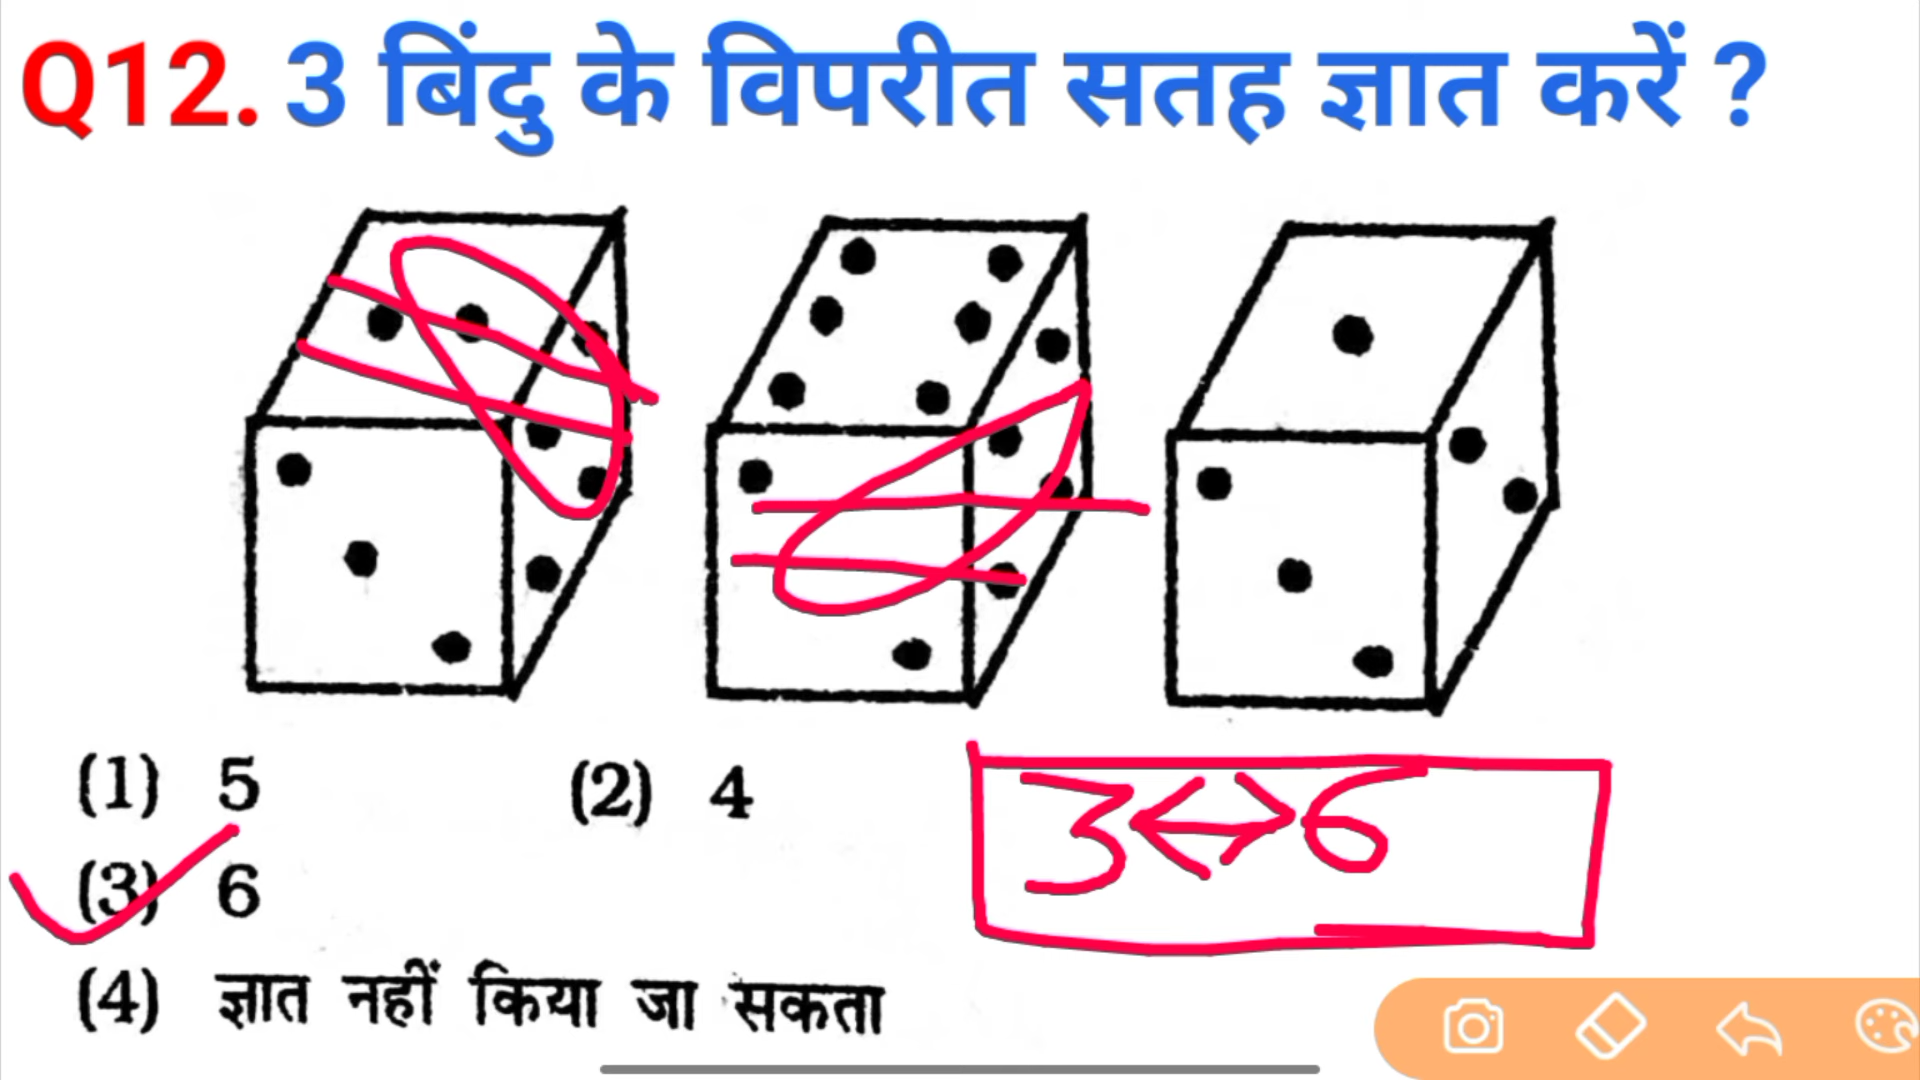 Q12. 3 बिंदु के विपरीत सतह ज्ञात करें ?
(1) 5 (2) 4
3↔6
(3) 6
(4) ज्ञात नहीं किया जा सकता